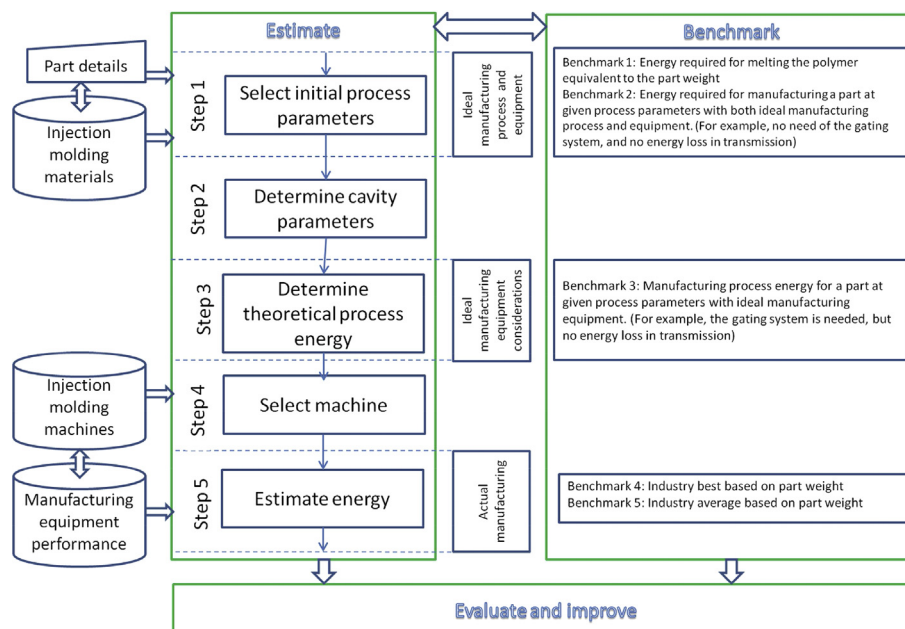 Estimate
Benchmark
Part details
Injection
molding
materials
Step 1
Select initial process
parameters
Ideal
manufacturing
process and
equipment
Benchmark 1: Energy required for melting the polymer
equivalent to the part weight
Benchmark 2: Energy required for manufacturing a part at
given process parameters with both ideal manufacturing
process and equipment. (For example, no need of the gating
system, and no energy loss in transmission)
Step 2
Determine cavity
parameters
Step 3
Determine
theoretical process
energy
Ideal
manufacturing
equipment
considerations
Benchmark 3: Manufacturing process energy for a part at
given process parameters with ideal manufacturing
equipment. (For example, the gating system is needed, but
no energy loss in transmission)
Injection
molding
machines
Step 4
Select machine
Manufacturing
equipment
performance
Step 5
Estimate energy
Actual
manufacturing
Benchmark 4: Industry best based on part weight
Benchmark 5: Industry average based on part weight
Evaluate and improve